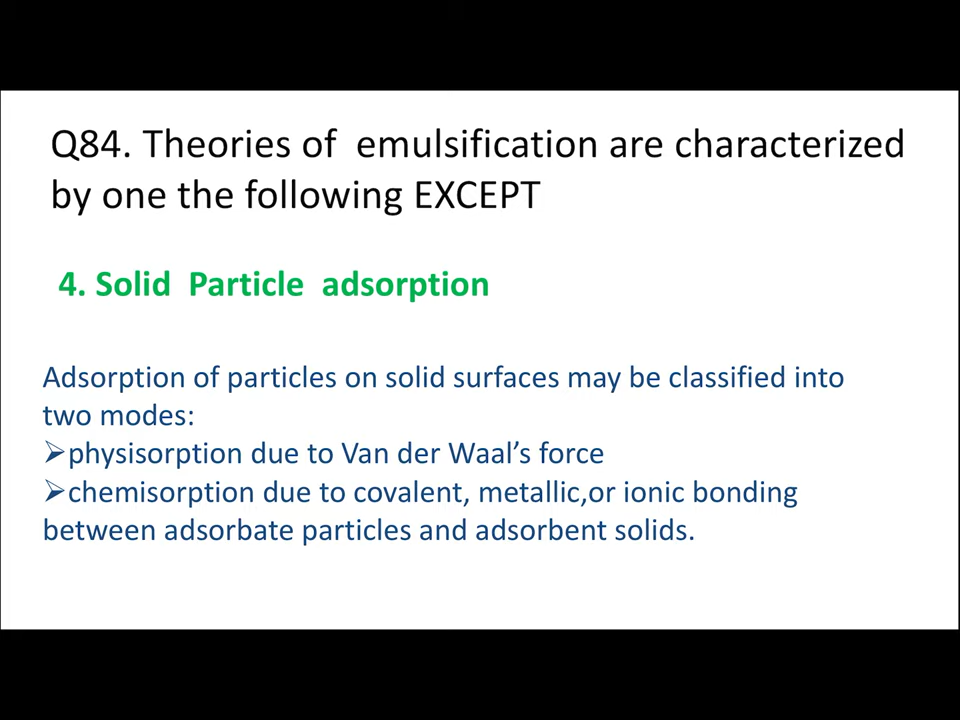 Q84. Theories of  emulsification are characterized
by one the following EXCEPT
4. Solid  Particle  adsorption
Adsorption of particles on solid surfaces may be classified into
two modes:
➢physisorption due to Van der Waal’s force
➢chemisorption due to covalent, metallic,or ionic bonding
between adsorbate particles and adsorbent solids.